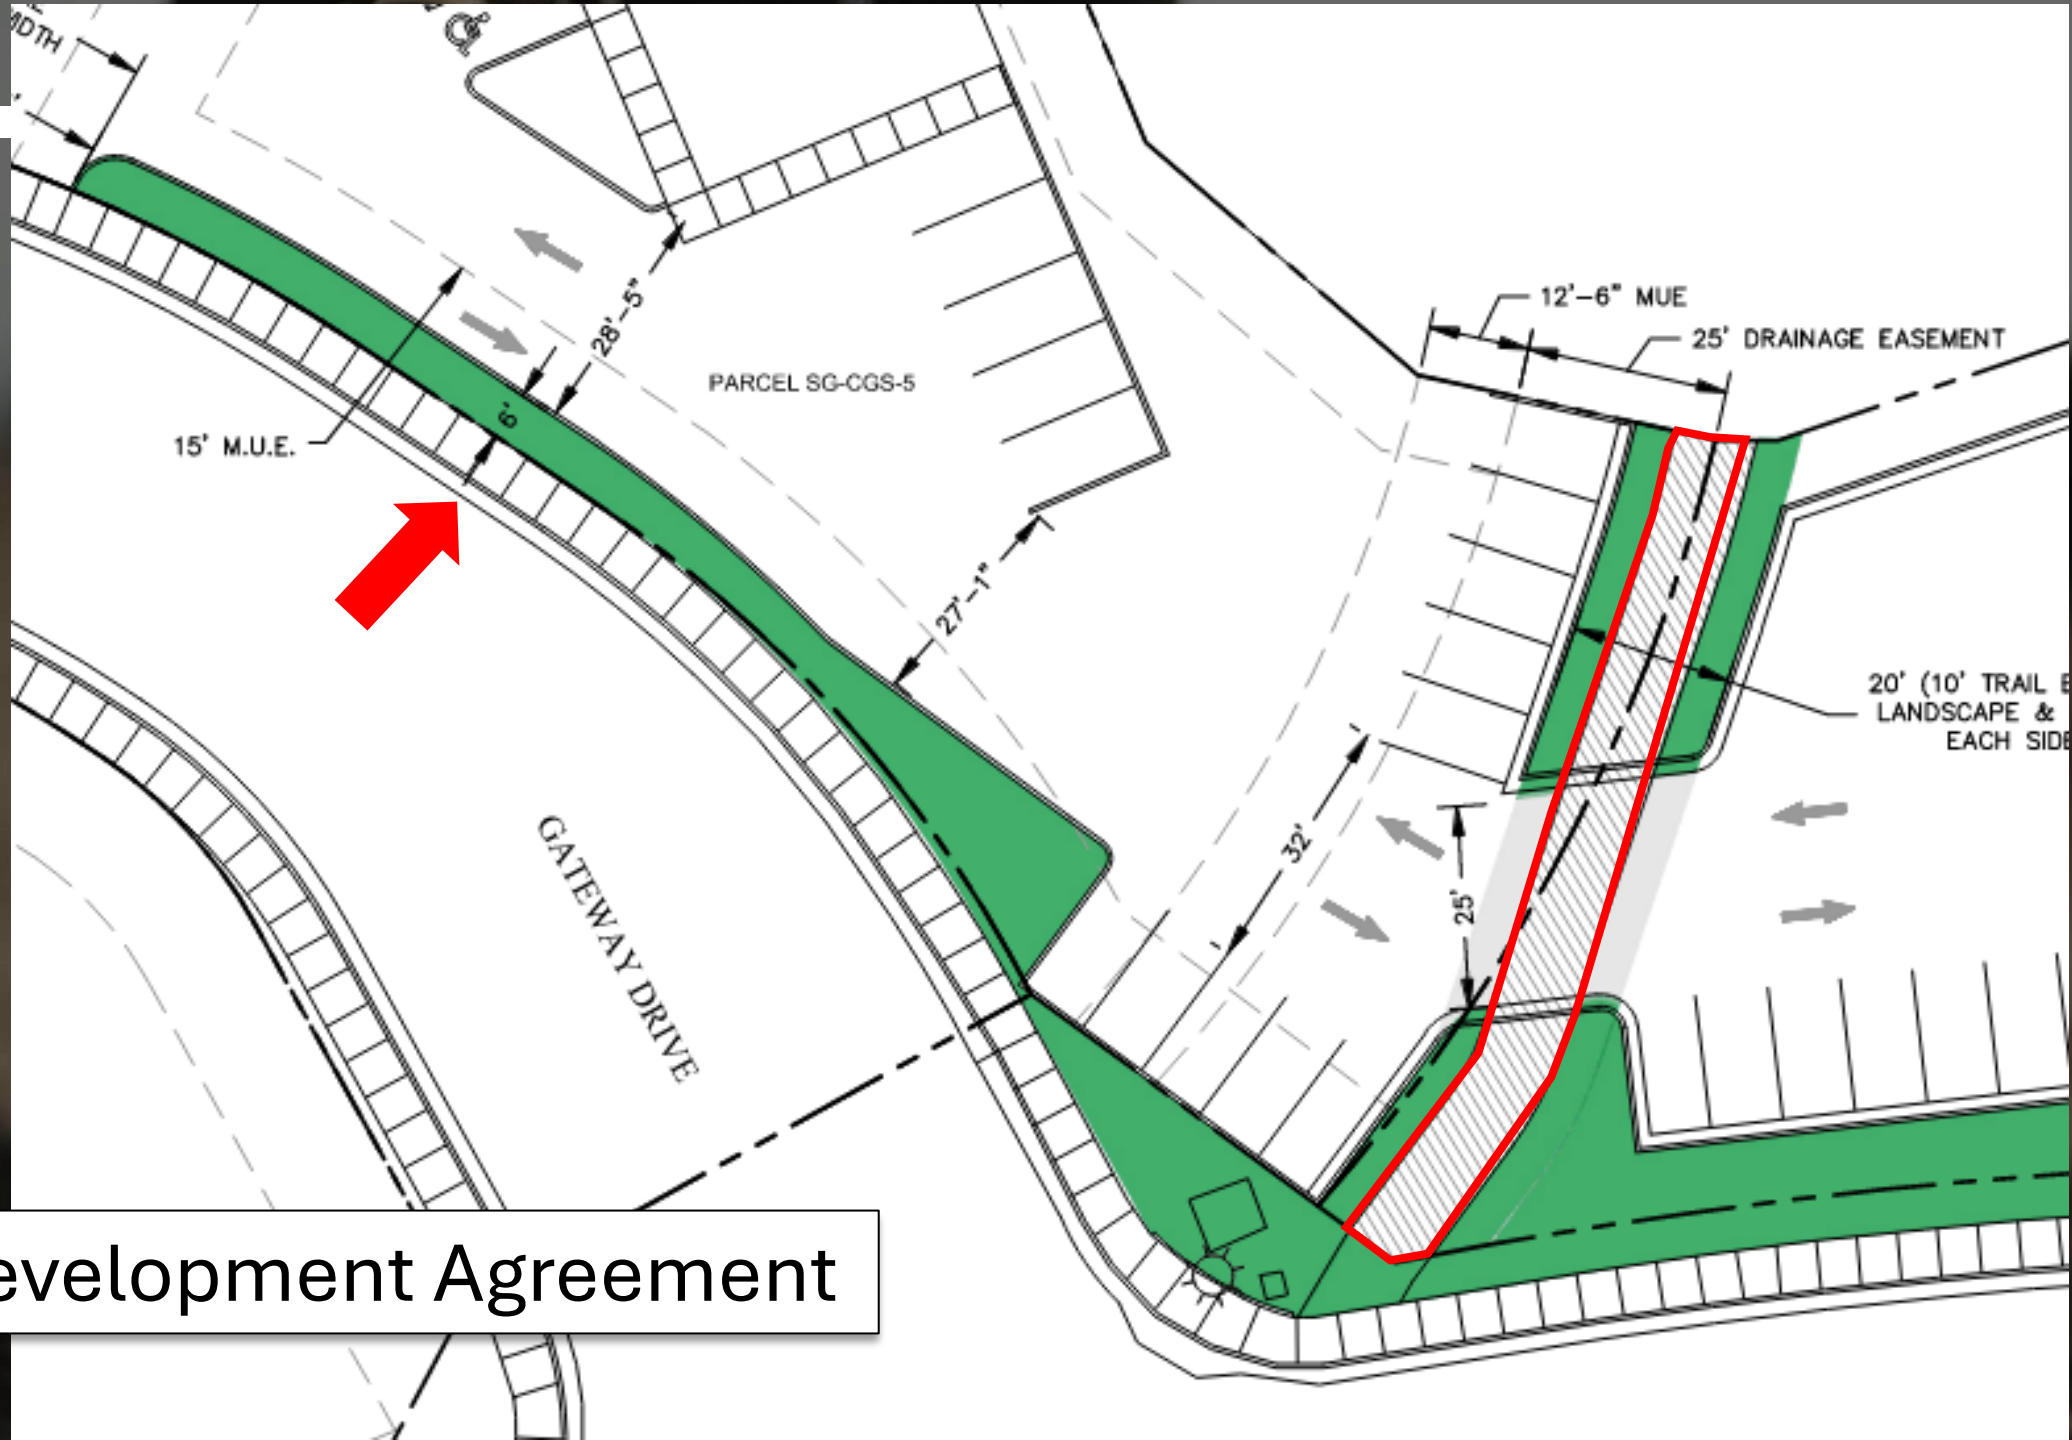 12'-6" MUE
25' DRAINAGE EASEMENT
28'-5"
PARCEL SG-CGS-5
6'
15' M.U.E.
27'-1"
20' (10' TRAIL
LANDSCAPE &
EACH SIDE
32'
25'
GATEWAY DRIVE
evelopment Agreement